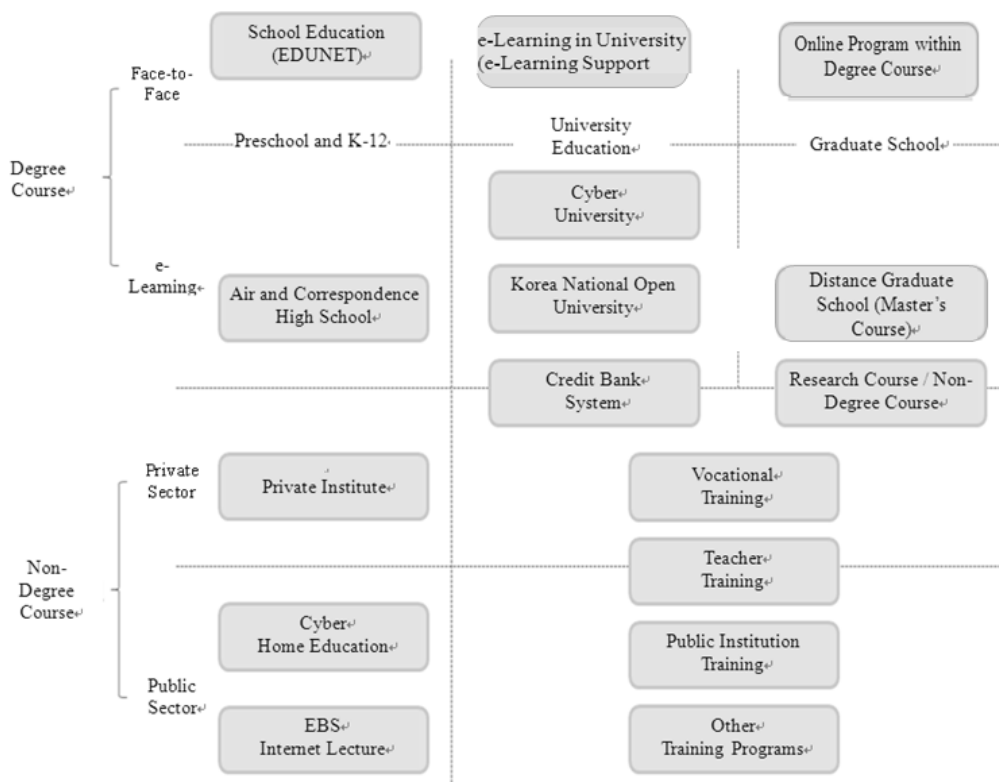 School Education
(EDUNET)
e-Learning in University
(e-Learning Support
Online Program within
Degree Course
Face-to-
Face
Preschool and K-12
University
Education
Graduate School
Degree
Course
Cyber
University
e-
Learning
Air and Correspondence
High School
Korea National Open
University
Distance Graduate
School (Master's
Course)
Credit Bank
System
Research Course / Non-
Degree Course
Private
Sector
Private Institute
Vocational
Training
Non-
Degree
Course
Teacher
Training
Cyber
Home Education
Public Institution
Training
Public
Sector
EBS
Internet Lecture
Other
Training Programs